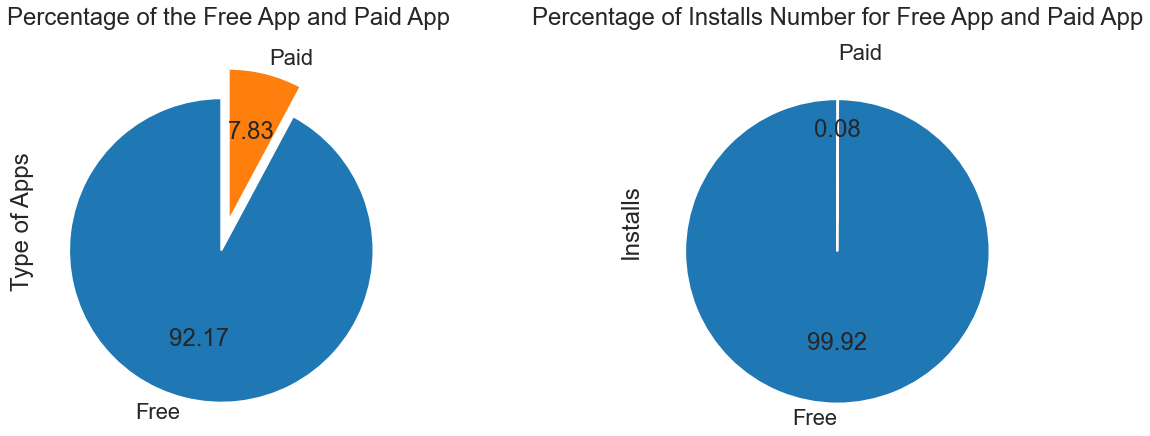 Percentage of the Free App and Paid App
Paid
7.83
Type of Apps
92.17
Free
Percentage of Installs Number for Free App and Paid App
Paid
0.08
Installs
99.92
Free